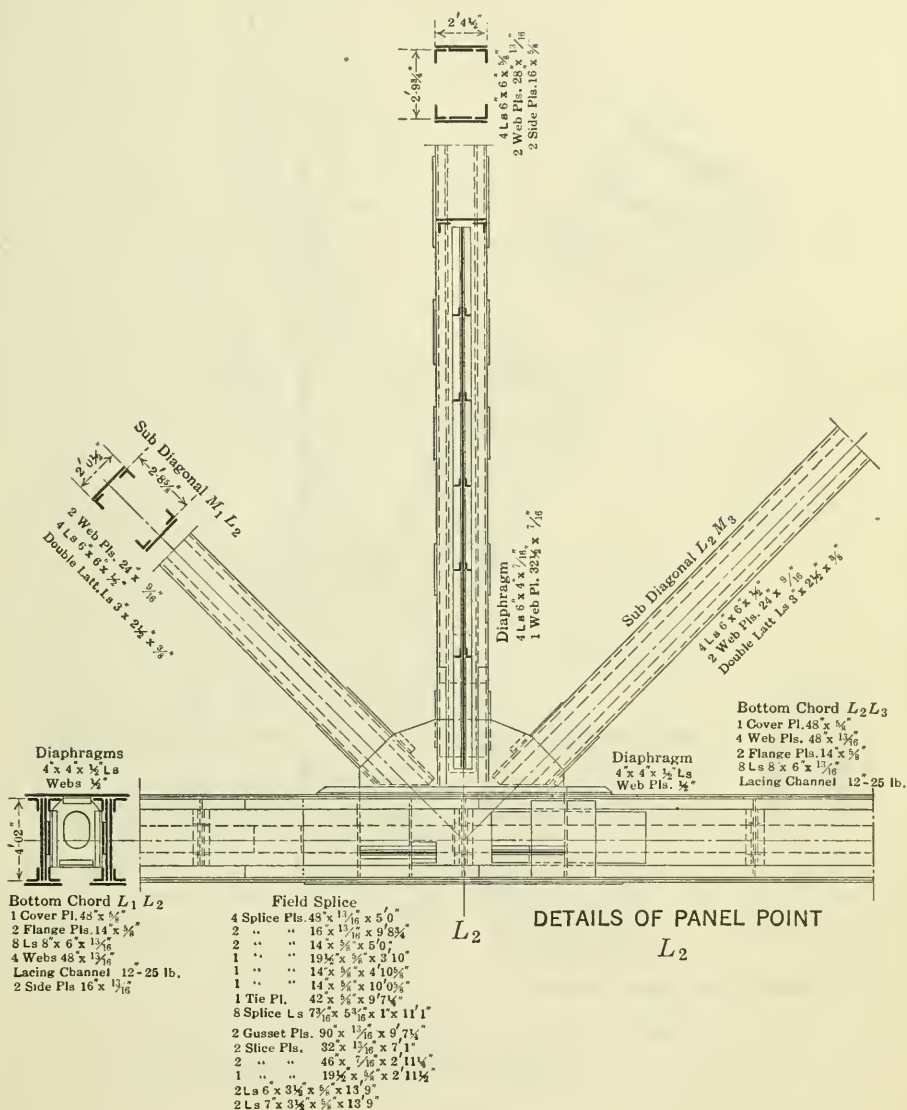 2'4½"
2'-9¾"
4 Ls 6"x 6"x ⅝"
2 Web Pls. 28"x 13/16"
2 Side Pls. 16"x ⅝"
Sub Diagonal M₁ L₂
2'-8⅝"
2 Web Pls. 24"x 9/16"
4 Ls 6"x 6"x ½"
Double Latt. Ls 3"x 2½"x ⅜"
Diaphragm
4 Ls 6"x 4"x 7/16"
1 Web Pl. 32½"x 7/16"
Sub Diagonal L₂ M₃
4 Ls 6"x 6"x ½"
2 Web Pls. 24"x 9/16"
Double Latt Ls 3"x 2½"x ⅜"
Bottom Chord L₂L₃
1 Cover Pl. 48"x ⅝"
4 Web Pls. 48"x 13/16"
2 Flange Pls. 14"x ⅝"
8 Ls 8"x 6"x 13/16"
Lacing Channel 12"-25 lb.
Diaphragms
4"x 4"x ½" Ls
Webs ½"
Diaphragm
4"x 4"x ½" Ls
Web Pls. ½"
4'-02"
Bottom Chord L₁ L₂
1 Cover Pl. 48"x ⅝"
2 Flange Pls. 14"x ⅝"
8 Ls 8"x 6"x 13/16"
4 Webs 48"x 13/16"
Lacing Channel 12"-25 lb.
2 Side Pls 16"x 13/16"
Field Splice
4 Splice Pls. 48"x 13/16"x 5'0"
2 " " 16"x 13/16"x 9'8¾"
2 " " 14"x ⅝"x 5'0"
1 " " 19½"x ⅝"x 3'10"
1 " " 14"x ⅝"x 4'10⅝"
1 " " 14"x ⅝"x 10'0⅝"
1 Tie Pl. 42"x ⅝"x 9'7¼"
8 Splice Ls 7 3/16"x 5 3/16"x 1"x 11'1"
2 Gusset Pls. 90"x 13/16"x 9'7¼"
2 Slice Pls. 32"x 13/16"x 7'1"
2 " " 46"x 7/16"x 2'11¼"
1 " " 19½"x ⅝"x 2'11½"
2 Ls 6"x 3½"x ⅝"x 13'9"
2 Ls 7"x 3½"x ⅝"x 13'9"
L₂
DETAILS OF PANEL POINT
L₂